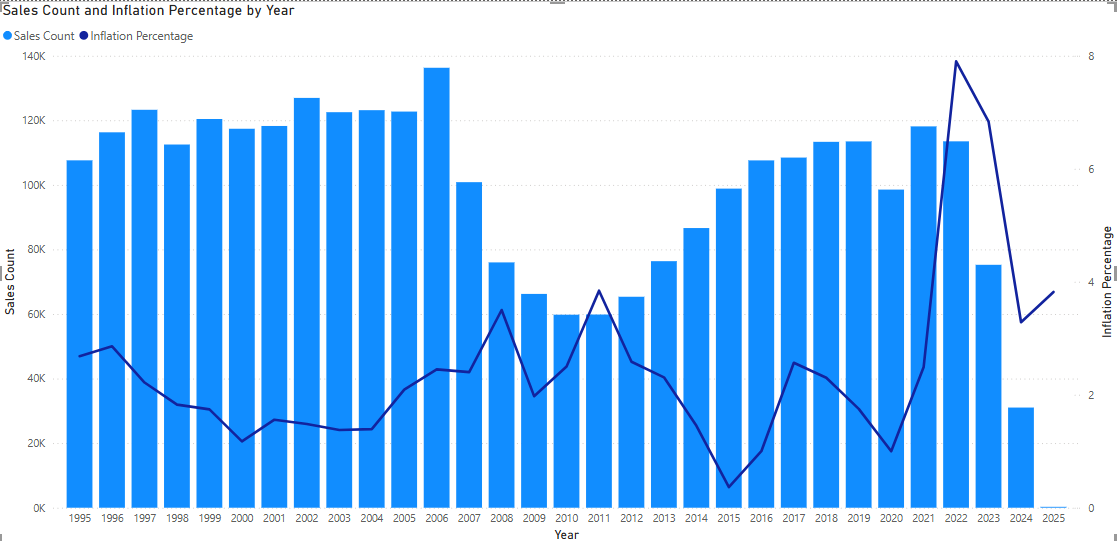 Sales Count and Inflation Percentage by Year
Sales Count Inflation Percentage
140K
120K
100K
80K
60K
40K
20K
0K
Sales Count
8
6
4
2
0
Inflation Percentage
1995 1996 1997 1998 1999 2000 2001 2002 2003 2004 2005 2006 2007 2008 2009 2010 2011 2012 2013 2014 2015 2016 2017 2018 2019 2020 2021 2022 2023 2024 2025
Year